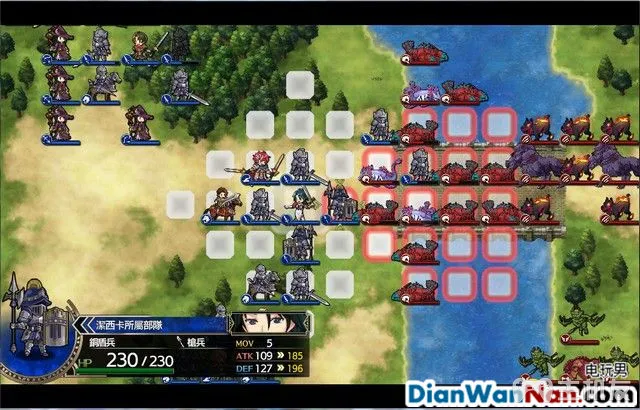 潔西卡所屬部隊
鋼盾兵 槍兵
HP 230/230
MOV 5
ATK 109 » 185
DEF 127 » 196
电玩男
DianWanNan.com